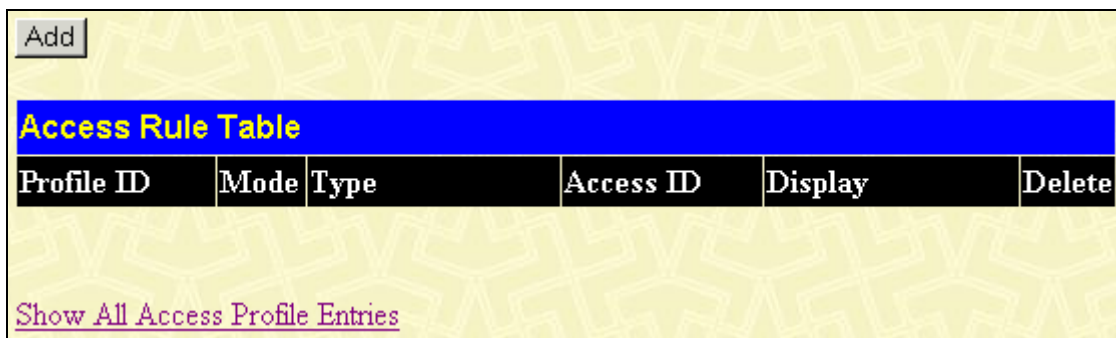 Add
Access Rule Table
Profile ID Mode Type Access ID Display Delete
Show All Access Profile Entries